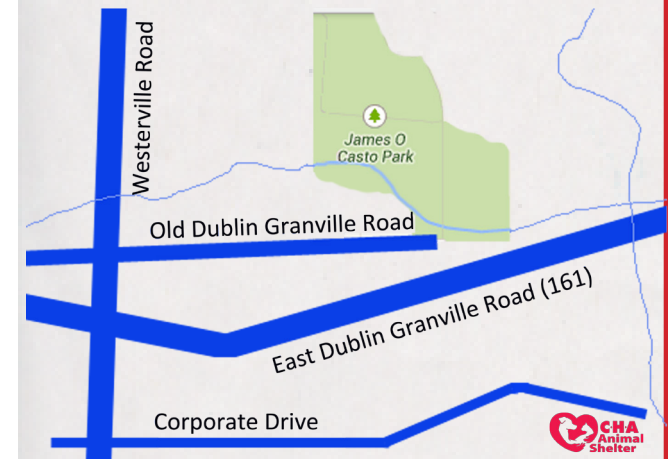 Westerville Road
James O
Casto Park
Old Dublin Granville Road
East Dublin Granville Road (161)
Corporate Drive
CHA
Animal
Shelter